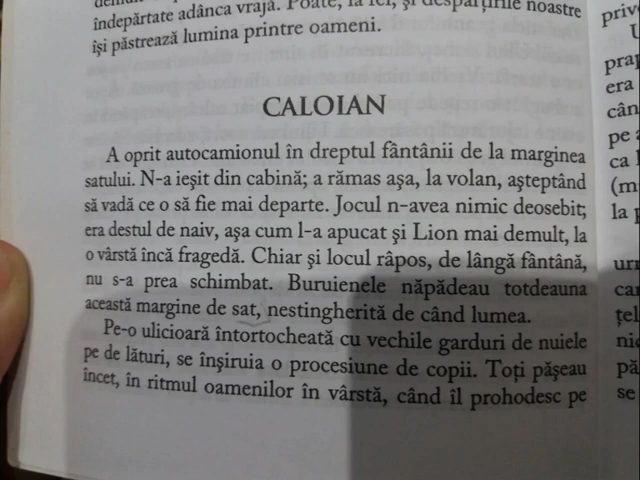 îndepărtate adânca vrajă. Poate, la fel, şi despărţirile noastre
îşi păstrează lumina printre oameni.
CALOIAN
A oprit autocamionul în dreptul fântânii de la marginea
satului. N-a ieşit din cabină; a rămas aşa, la volan, aşteptând
să vadă ce o să fie mai departe. Jocul n-avea nimic deosebit;
era destul de naiv, aşa cum l-a apucat şi Lion mai demult, la
o vârstă încă fragedă. Chiar şi locul râpos, de lângă fântână,
nu s-a prea schimbat. Buruienele năpădeau totdeauna
această margine de sat, nestingherită de când lumea.
Pe-o ulicioară întortocheată cu vechile garduri de nuiele
pe de lături, se înşiruia o procesiune de copii. Toţi păşeau
încet, în ritmul oamenilor în vârstă, când îl prohodesc pe